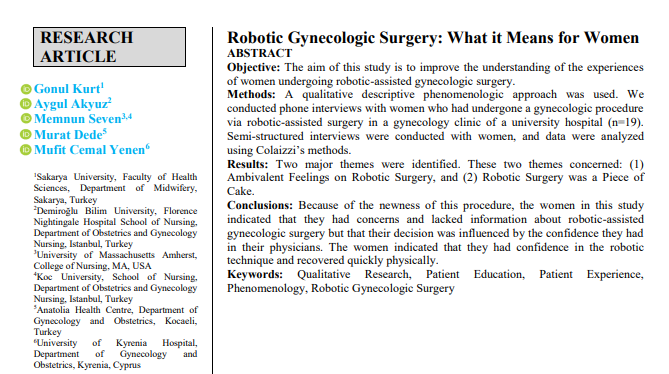 RESEARCH
ARTICLE
Gonul Kurt1
Aygul Akyuz2
Memnun Seven3,4
Murat Dede5
Mufit Cemal Yenen6
1Sakarya University, Faculty of Health
Sciences, Department of Midwifery,
Sakarya, Turkey
2Demiroğlu Bilim University, Florence
Nightingale Hospital School of Nursing,
Department of Obstetrics and Gynecology
Nursing, Istanbul, Turkey
3University of Massachusetts Amherst,
College of Nursing, MA, USA
4Koc University, School of Nursing,
Department of Obstetrics and Gynecology
Nursing, Istanbul, Turkey
5Anatolia Health Centre, Department of
Gynecology and Obstetrics, Kocaeli,
Turkey
6University of Kyrenia Hospital,
Department of Gynecology and
Obstetrics, Kyrenia, Cyprus
Robotic Gynecologic Surgery: What it Means for Women
ABSTRACT
Objective: The aim of this study is to improve the understanding of the experiences
of women undergoing robotic-assisted gynecologic surgery.
Methods: A qualitative descriptive phenomenologic approach was used. We
conducted phone interviews with women who had undergone a gynecologic procedure
via robotic-assisted surgery in a gynecology clinic of a university hospital (n=19).
Semi-structured interviews were conducted with women, and data were analyzed
using Colaizzi's methods.
Results: Two major themes were identified. These two themes concerned: (1)
Ambivalent Feelings on Robotic Surgery, and (2) Robotic Surgery was a Piece of
Cake.
Conclusions: Because of the newness of this procedure, the women in this study
indicated that they had concerns and lacked information about robotic-assisted
gynecologic surgery but that their decision was influenced by the confidence they had
in their physicians. The women indicated that they had confidence in the robotic
technique and recovered quickly physically.
Keywords: Qualitative Research, Patient Education, Patient Experience,
Phenomenology, Robotic Gynecologic Surgery